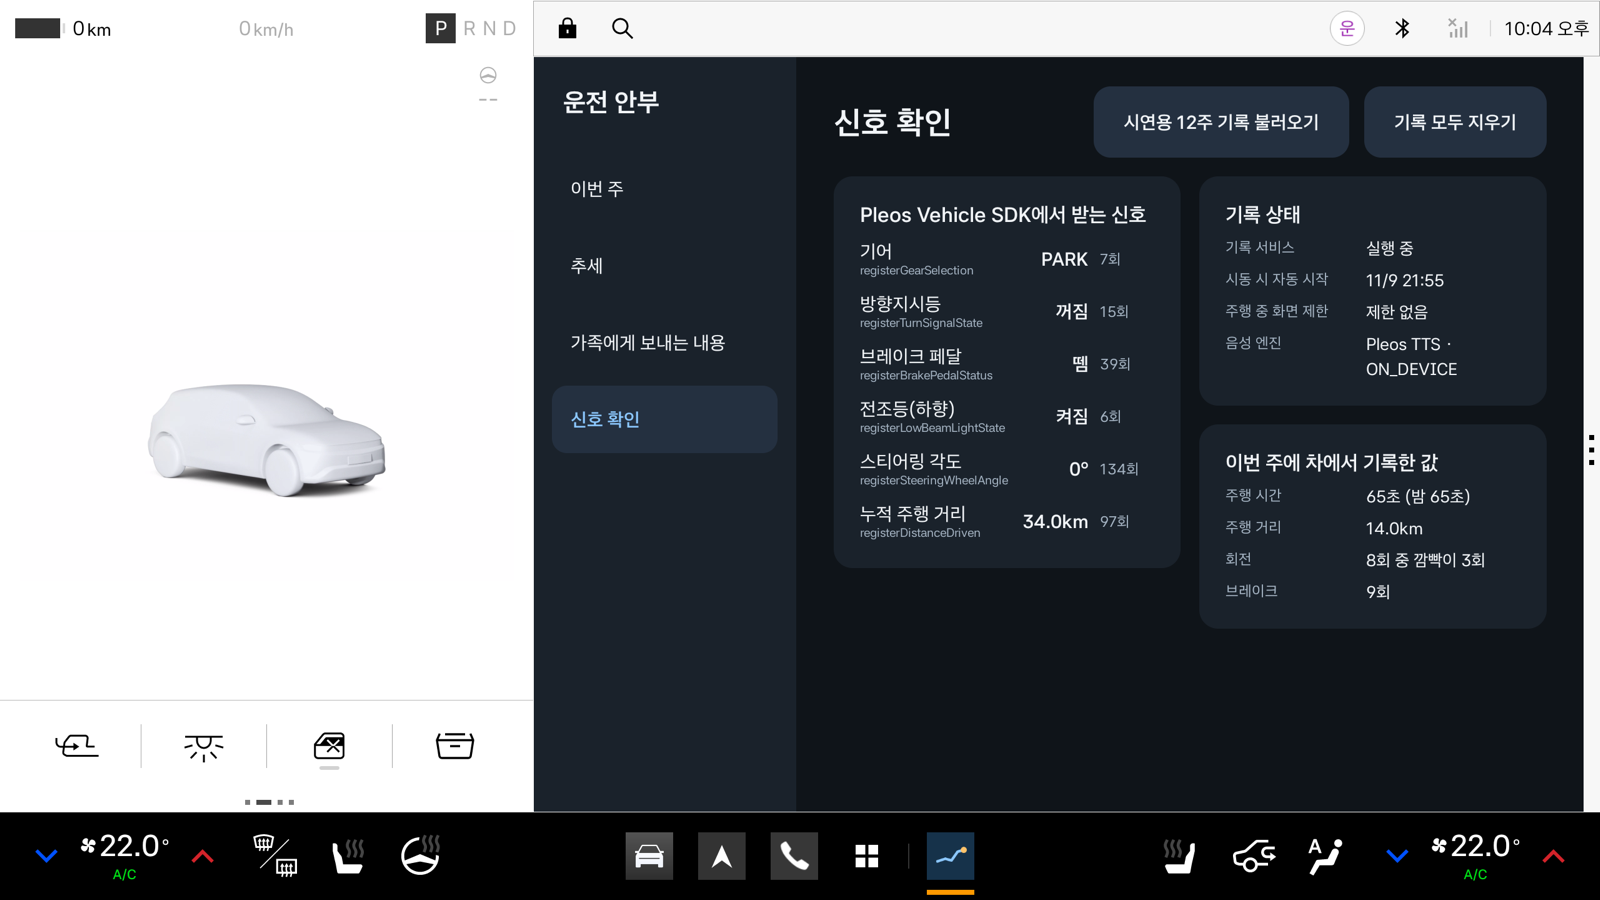 0km
0km/h
P R N D
--
운
10:04 오후
운전 안부
이번 주
추세
가족에게 보내는 내용
신호 확인
신호 확인
시연용 12주 기록 불러오기
기록 모두 지우기
Pleos Vehicle SDK에서 받는 신호
기어
registerGearSelection
PARK 7회
방향지시등
registerTurnSignalState
꺼짐 15회
브레이크 페달
registerBrakePedalStatus
뗌 39회
전조등(하향)
registerLowBeamLightState
켜짐 6회
스티어링 각도
registerSteeringWheelAngle
0° 134회
누적 주행 거리
registerDistanceDriven
34.0km 97회
기록 상태
기록 서비스 실행 중
시동 시 자동 시작 11/9 21:55
주행 중 화면 제한 제한 없음
음성 엔진 Pleos TTS ·
ON_DEVICE
이번 주에 차에서 기록한 값
주행 시간 65초 (밤 65초)
주행 거리 14.0km
회전 8회 중 깜빡이 3회
브레이크 9회
22.0°
A/C
A
22.0°
A/C